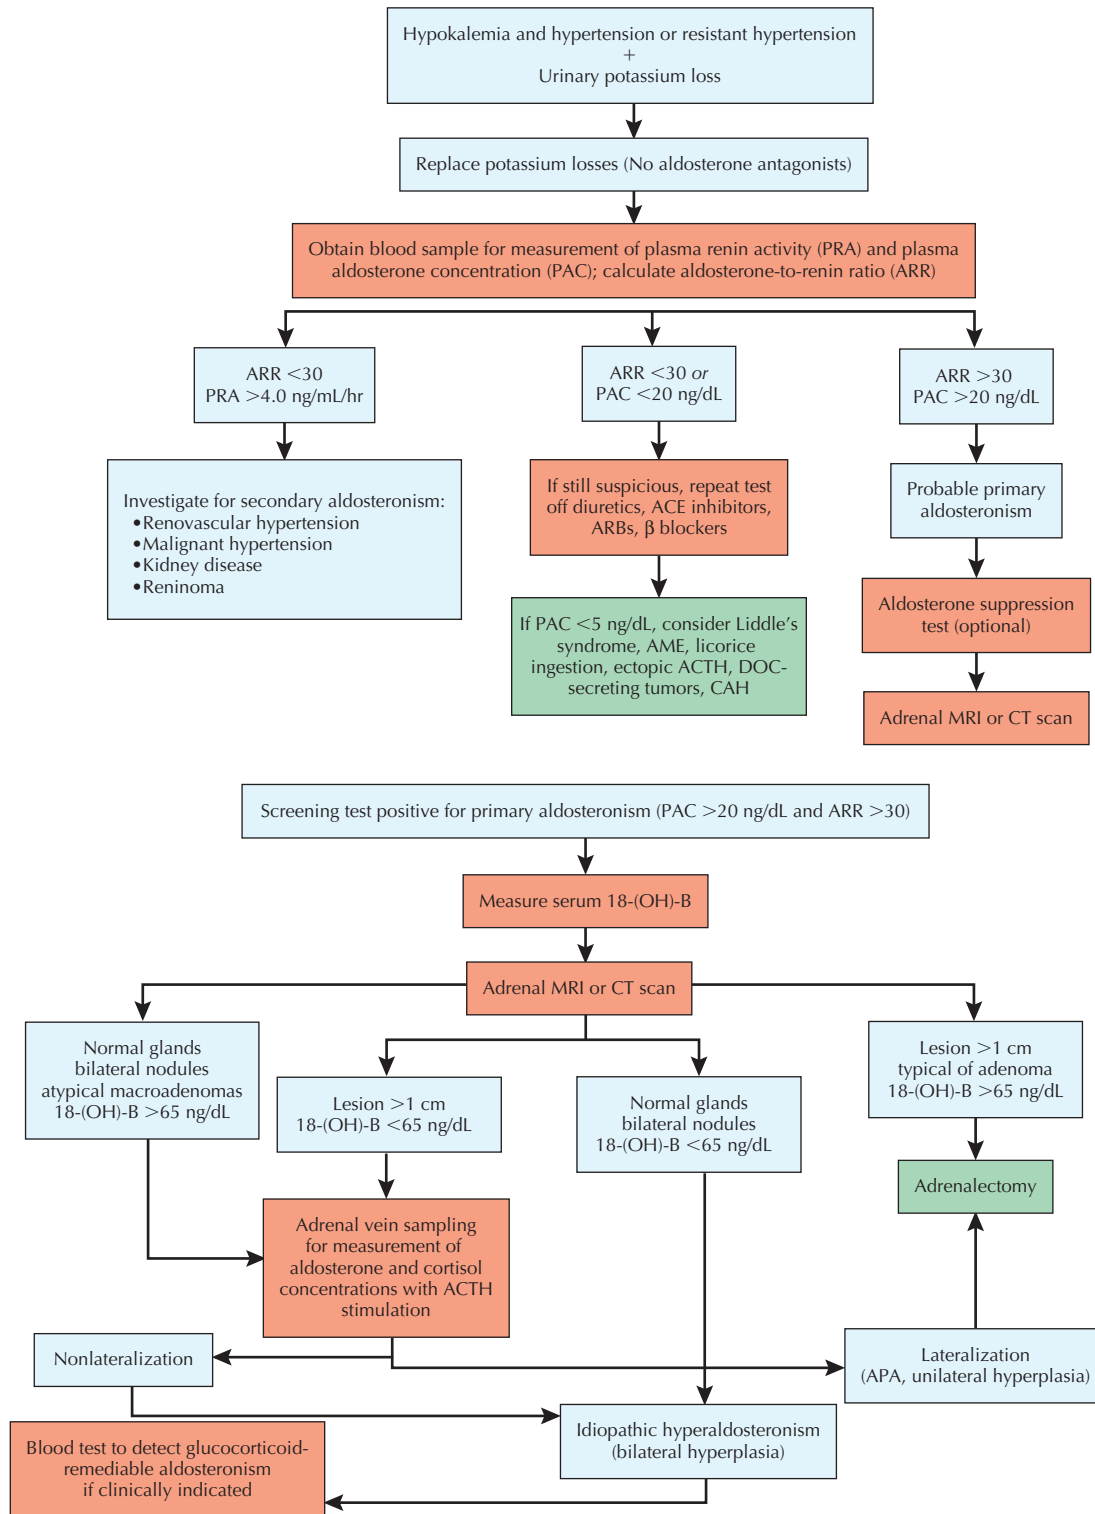 Hypokalemia and hypertension or resistant hypertension
+
Urinary potassium loss
Replace potassium losses (No aldosterone antagonists)
Obtain blood sample for measurement of plasma renin activity (PRA) and plasma
aldosterone concentration (PAC); calculate aldosterone-to-renin ratio (ARR)
ARR <30
PRA >4.0 ng/mL/hr
ARR <30 or
PAC <20 ng/dL
ARR >30
PAC >20 ng/dL
Investigate for secondary aldosteronism:
•Renovascular hypertension
•Malignant hypertension
•Kidney disease
•Reninoma
If still suspicious, repeat test
off diuretics, ACE inhibitors,
ARBs, β blockers
Probable primary
aldosteronism
If PAC <5 ng/dL, consider Liddle's
syndrome, AME, licorice
ingestion, ectopic ACTH, DOC-
secreting tumors, CAH
Aldosterone suppression
test (optional)
Adrenal MRI or CT scan
Screening test positive for primary aldosteronism (PAC >20 ng/dL and ARR >30)
Measure serum 18-(OH)-B
Adrenal MRI or CT scan
Normal glands
bilateral nodules
atypical macroadenomas
18-(OH)-B >65 ng/dL
Lesion >1 cm
18-(OH)-B <65 ng/dL
Normal glands
bilateral nodules
18-(OH)-B <65 ng/dL
Lesion >1 cm
typical of adenoma
18-(OH)-B >65 ng/dL
Adrenalectomy
Adrenal vein sampling
for measurement of
aldosterone and cortisol
concentrations with ACTH
stimulation
Nonlateralization
Lateralization
(APA, unilateral hyperplasia)
Idiopathic hyperaldosteronism
(bilateral hyperplasia)
Blood test to detect glucocorticoid-
remediable aldosteronism
if clinically indicated